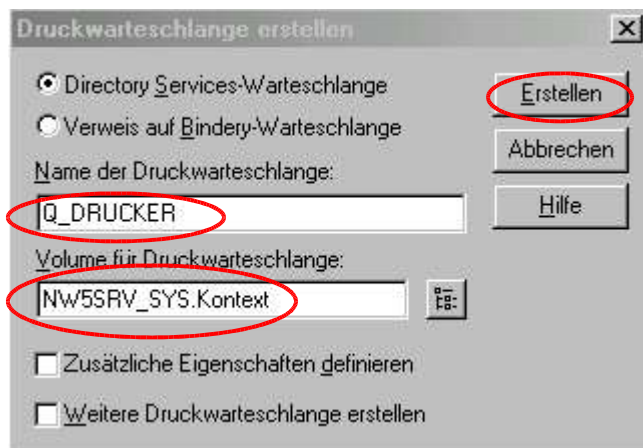 Druckwarteschlange erstellen
Directory Services-Warteschlange
Verweis auf Bindery-Warteschlange
Name der Druckwarteschlange:
Q_DRUCKER
Volume für Druckwarteschlange:
NW5SRV_SYS.Kontext
Zusätzliche Eigenschaften definieren
Weitere Druckwarteschlange erstellen
Erstellen
Abbrechen
Hilfe